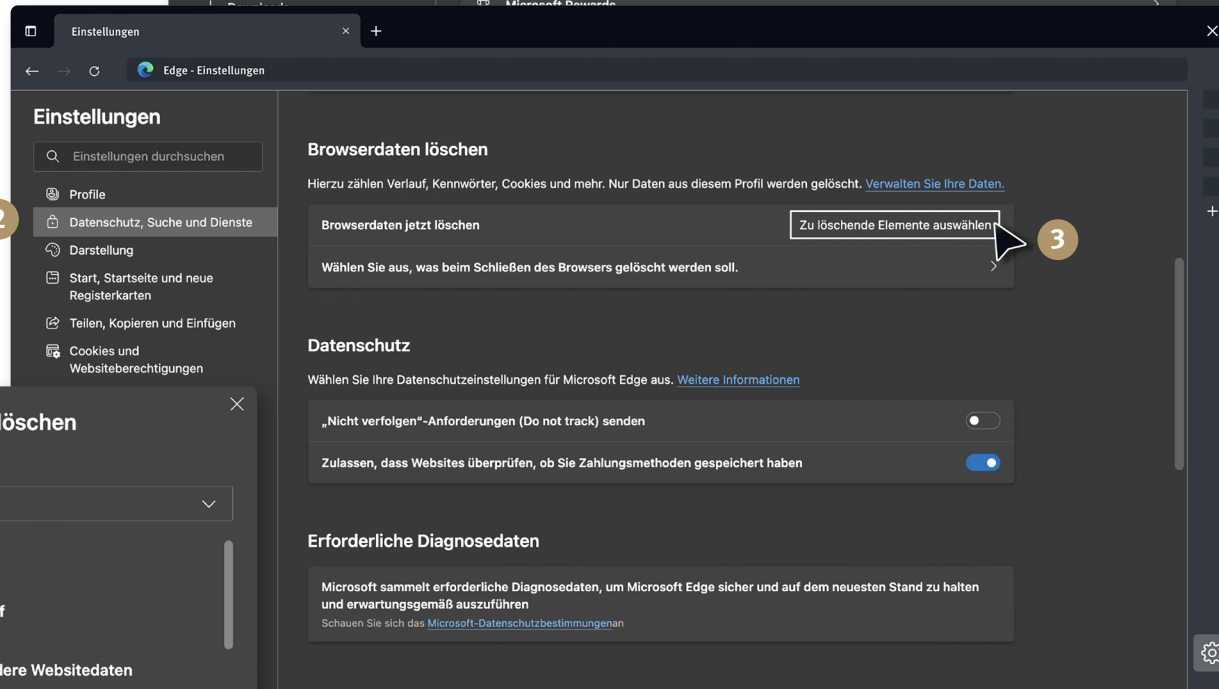 Microsoft Rewards
Einstellungen
Edge - Einstellungen
Einstellungen
Einstellungen durchsuchen
Profile
2
Datenschutz, Suche und Dienste
Darstellung
Start, Startseite und neue
Registerkarten
Teilen, Kopieren und Einfügen
Cookies und
Websiteberechtigungen
Browserdaten löschen
Hierzu zählen Verlauf, Kennwörter, Cookies und mehr. Nur Daten aus diesem Profil werden gelöscht. Verwalten Sie Ihre Daten.
Browserdaten jetzt löschen
Zu löschende Elemente auswählen
3
Wählen Sie aus, was beim Schließen des Browsers gelöscht werden soll.
Datenschutz
Wählen Sie Ihre Datenschutzeinstellungen für Microsoft Edge aus. Weitere Informationen
„Nicht verfolgen“-Anforderungen (Do not track) senden
Zulassen, dass Websites überprüfen, ob Sie Zahlungsmethoden gespeichert haben
Erforderliche Diagnosedaten
Microsoft sammelt erforderliche Diagnosedaten, um Microsoft Edge sicher und auf dem neuesten Stand zu halten
und erwartungsgemäß auszuführen
Schauen Sie sich das Microsoft-Datenschutzbestimmungenan
löschen
f
dere Websitedaten